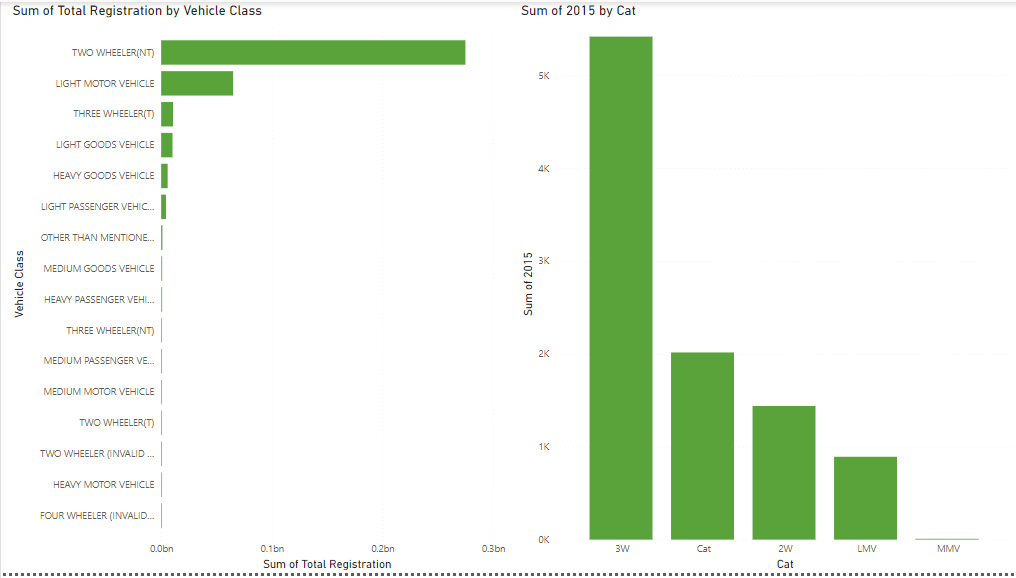 Sum of Total Registration by Vehicle Class
Vehicle Class
TWO WHEELER(NT)
LIGHT MOTOR VEHICLE
THREE WHEELER(T)
LIGHT GOODS VEHICLE
HEAVY GOODS VEHICLE
LIGHT PASSENGER VEHIC...
OTHER THAN MENTIONE...
MEDIUM GOODS VEHICLE
HEAVY PASSENGER VEHI...
THREE WHEELER(NT)
MEDIUM PASSENGER VE...
MEDIUM MOTOR VEHICLE
TWO WHEELER(T)
TWO WHEELER (INVALID ...
HEAVY MOTOR VEHICLE
FOUR WHEELER (INVALID...
0.0bn 0.1bn 0.2bn 0.3bn
Sum of Total Registration
Sum of 2015 by Cat
Sum of 2015
5K
4K
3K
2K
1K
0K
3W Cat 2W LMV MMV
Cat